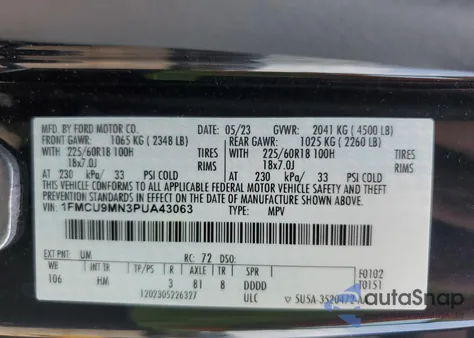 MFD. BY FORD MOTOR CO. 05/23 GVWR: 2041 KG (4500 LB)
FRONT GAWR: 1065 KG (2348 LB) REAR GAWR: 1025 KG (2260 LB)
WITH 225/60R18 100H TIRES WITH 225/60R18 100H TIRES
18x7.0J 18x7.0J
AT 230 kPa/ 33 PSI COLD AT 230 kPa/ 33 PSI COLD
THIS VEHICLE CONFORMS TO ALL APPLICABLE FEDERAL MOTOR VEHICLE SAFETY AND THEFT
PREVENTION STANDARDS IN EFFECT ON THE DATE OF MANUFACTURE SHOWN ABOVE.
VIN: 1FMCU9MN3PUA43063 TYPE: MPV
EXT PNT: UM RC: 72 DSO: F0102
WB INT TR TP/PS R AXLE TR SPR F0151
106 HM 3 81 8 DDDD
1202305226327 ULC
autoSnap